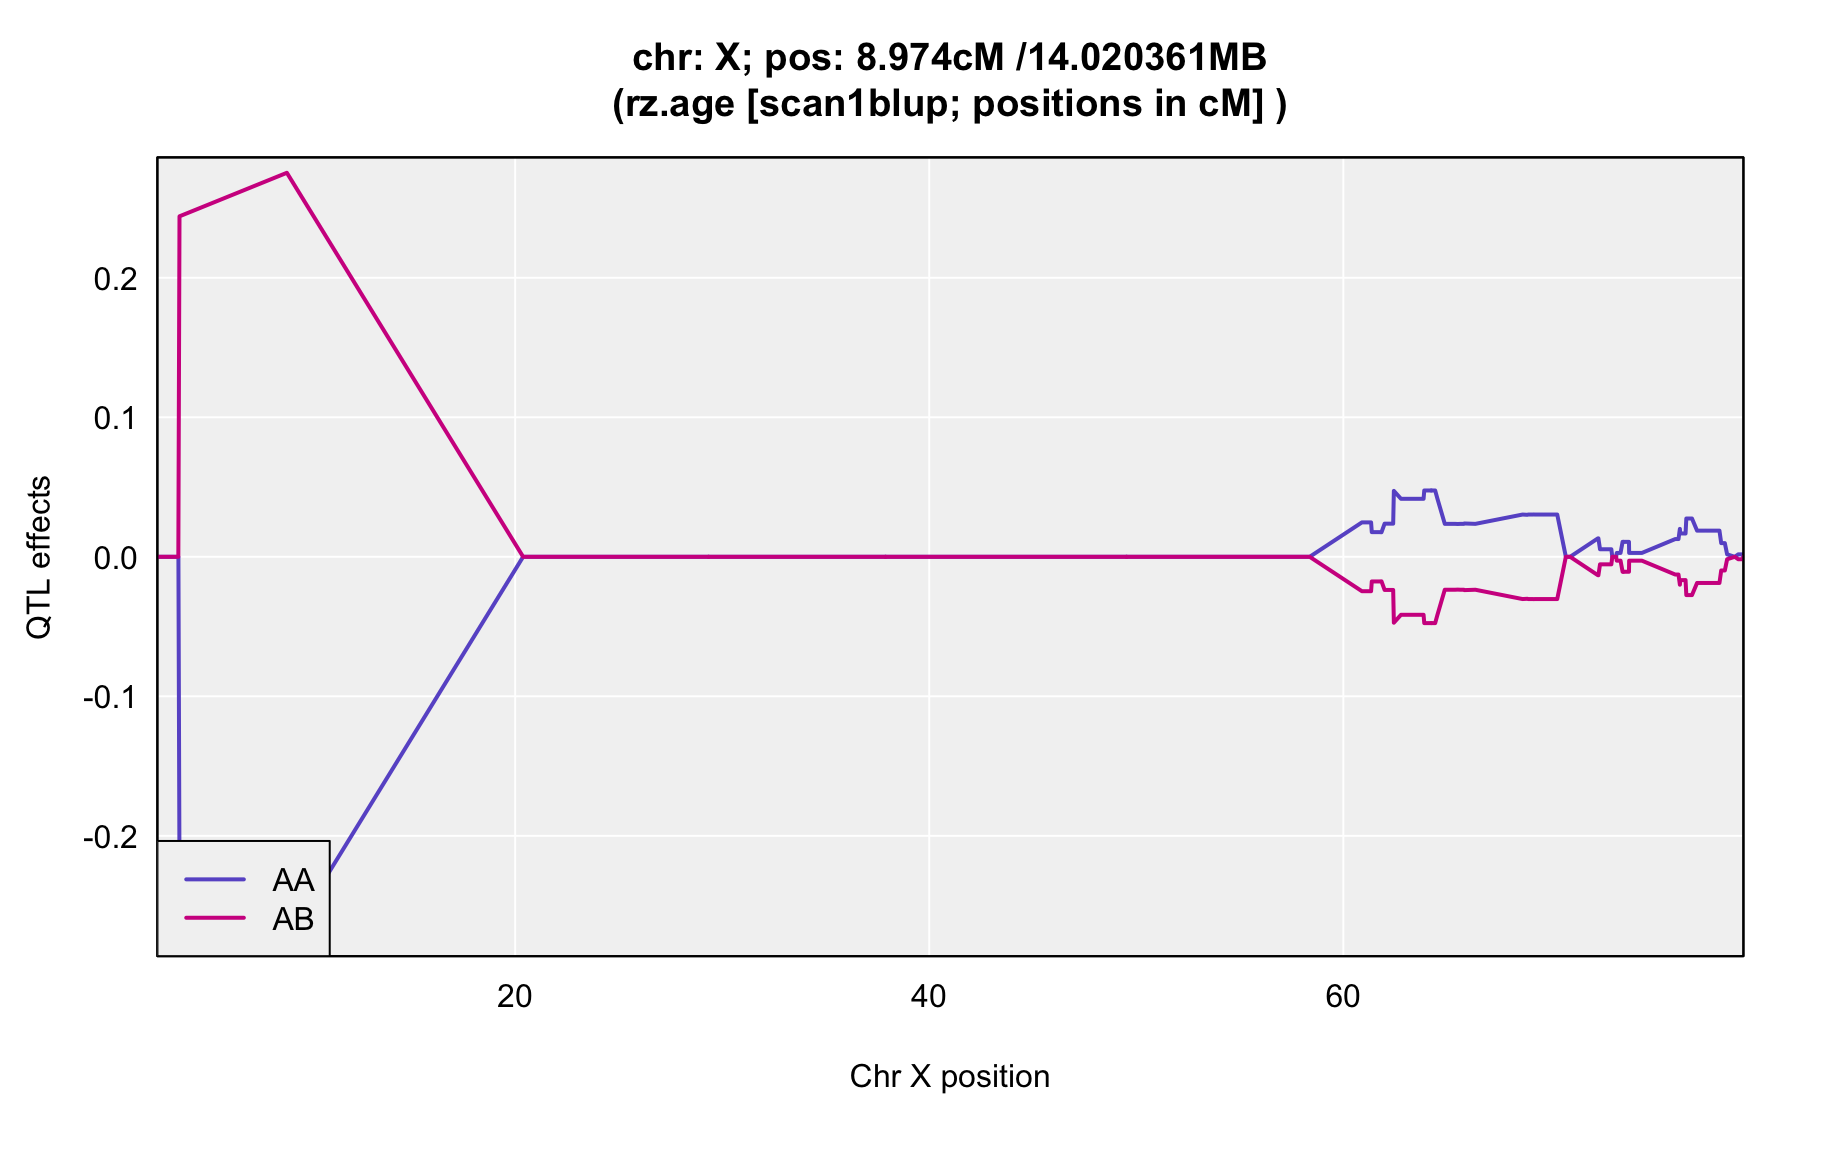 chr: X; pos: 8.974cM /14.020361MB
(rz.age [scan1blup; positions in cM] )
QTL effects
0.2
0.1
0.0
-0.1
-0.2
AA
AB
20
40
60
Chr X position